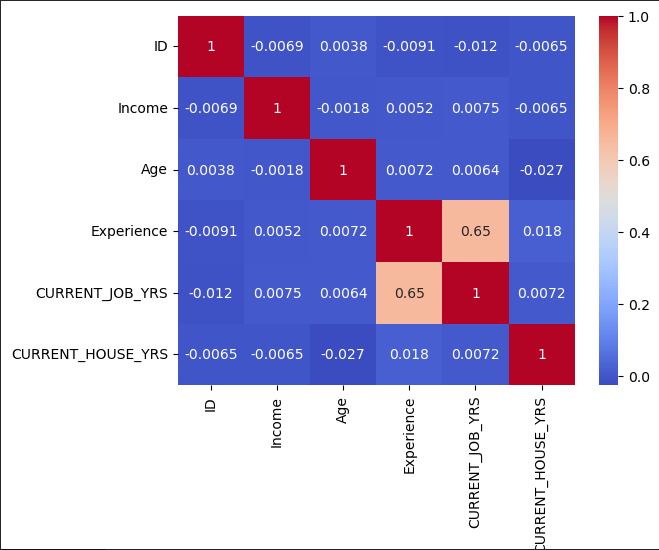 ID 1 -0.0069 0.0038 -0.0091 -0.012 -0.0065
Income -0.0069 1 -0.0018 0.0052 0.0075 -0.0065
Age 0.0038 -0.0018 1 0.0072 0.0064 -0.027
Experience -0.0091 0.0052 0.0072 1 0.65 0.018
CURRENT_JOB_YRS -0.012 0.0075 0.0064 0.65 1 0.0072
CURRENT_HOUSE_YRS -0.0065 -0.0065 -0.027 0.018 0.0072 1
ID
Income
Age
Experience
CURRENT_JOB_YRS
CURRENT_HOUSE_YRS
1.0
0.8
0.6
0.4
0.2
0.0